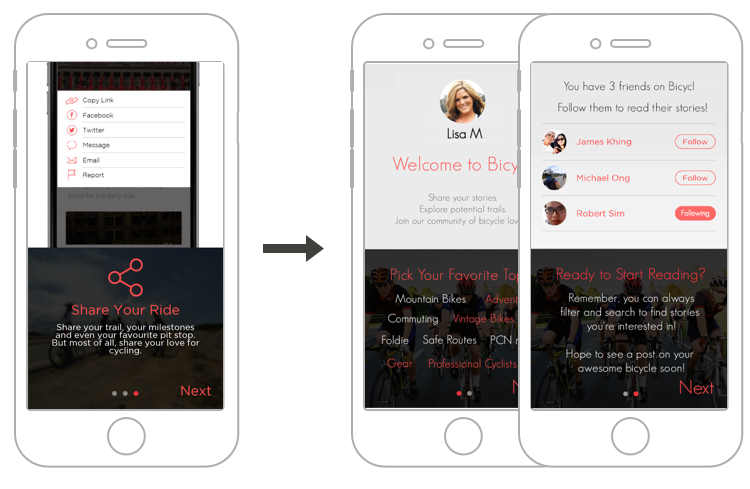 Copy Link
Facebook
Twitter
Message
Email
Report
Share Your Ride
Share your trail, your milestones
and even your favourite pit stop.
But most of all, share your love for
cycling.
Next
Lisa M
Welcome to Bicy
Share your stories.
Explore potential trails.
Join our community of bicycle lov
Pick Your Favorite Top
Mountain Bikes Advent
Commuting Vintage Bikes
Foldie Safe Routes PCN r
Gear Professional Cyclists
N
You have 3 friends on Bicycl
Follow them to read their stories!
James Khing Follow
Michael Ong Follow
Robert Sim Following
Ready to Start Reading?
Remember, you can always
filter and search to find stories
you're interested in!
Hope to see a post on your
awesome bicycle soon!
Next